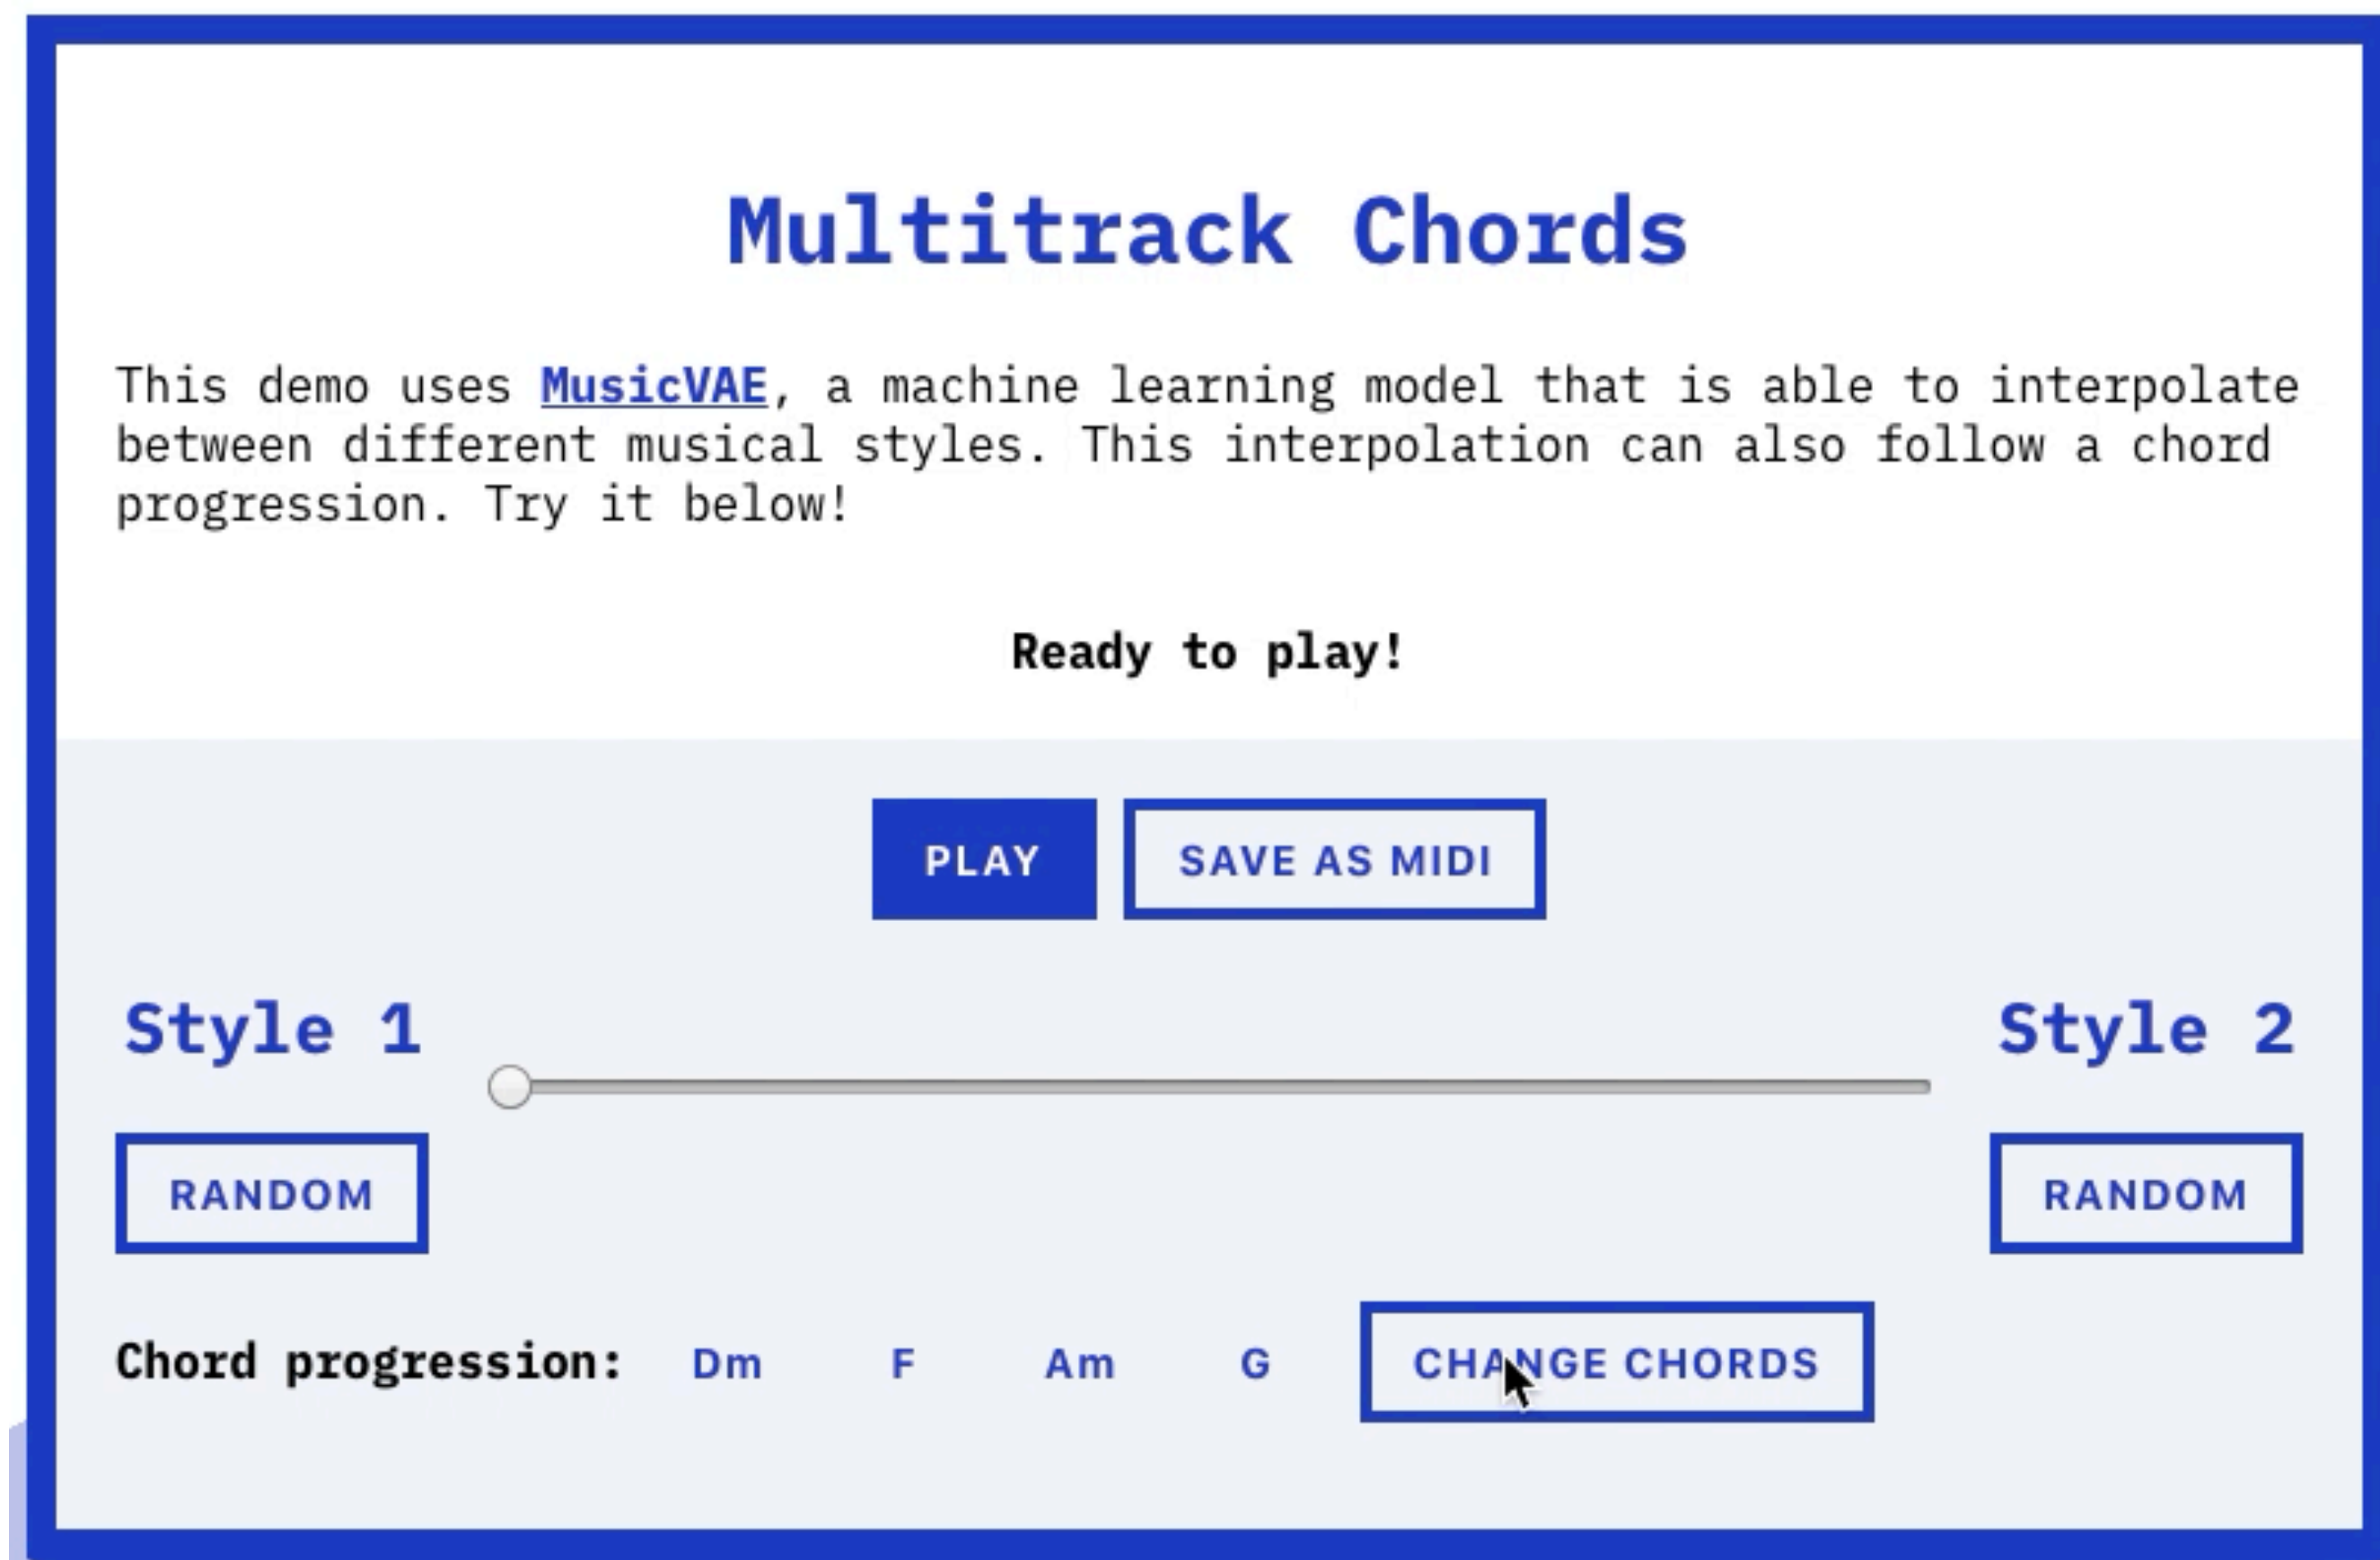 Multitrack Chords
This demo uses MusicVAE, a machine learning model that is able to interpolate
between different musical styles. This interpolation can also follow a chord
progression. Try it below!
Ready to play!
PLAY SAVE AS MIDI
Style 1 Style 2
RANDOM RANDOM
Chord progression: Dm F Am G CHANGE CHORDS